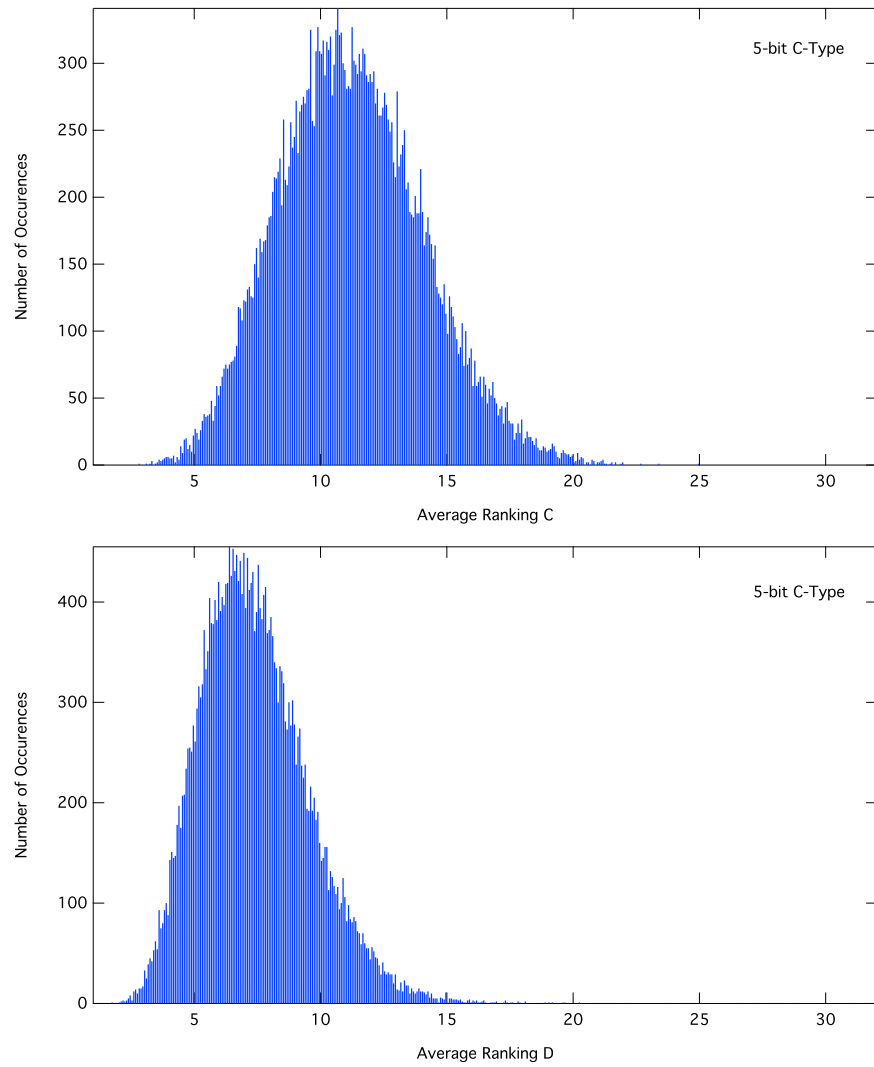 300
250
200
150
100
50
0
Number of Occurences
5-bit C-Type
5 10 15 20 25 30
Average Ranking C
400
300
200
100
0
Number of Occurences
5-bit C-Type
5 10 15 20 25 30
Average Ranking D